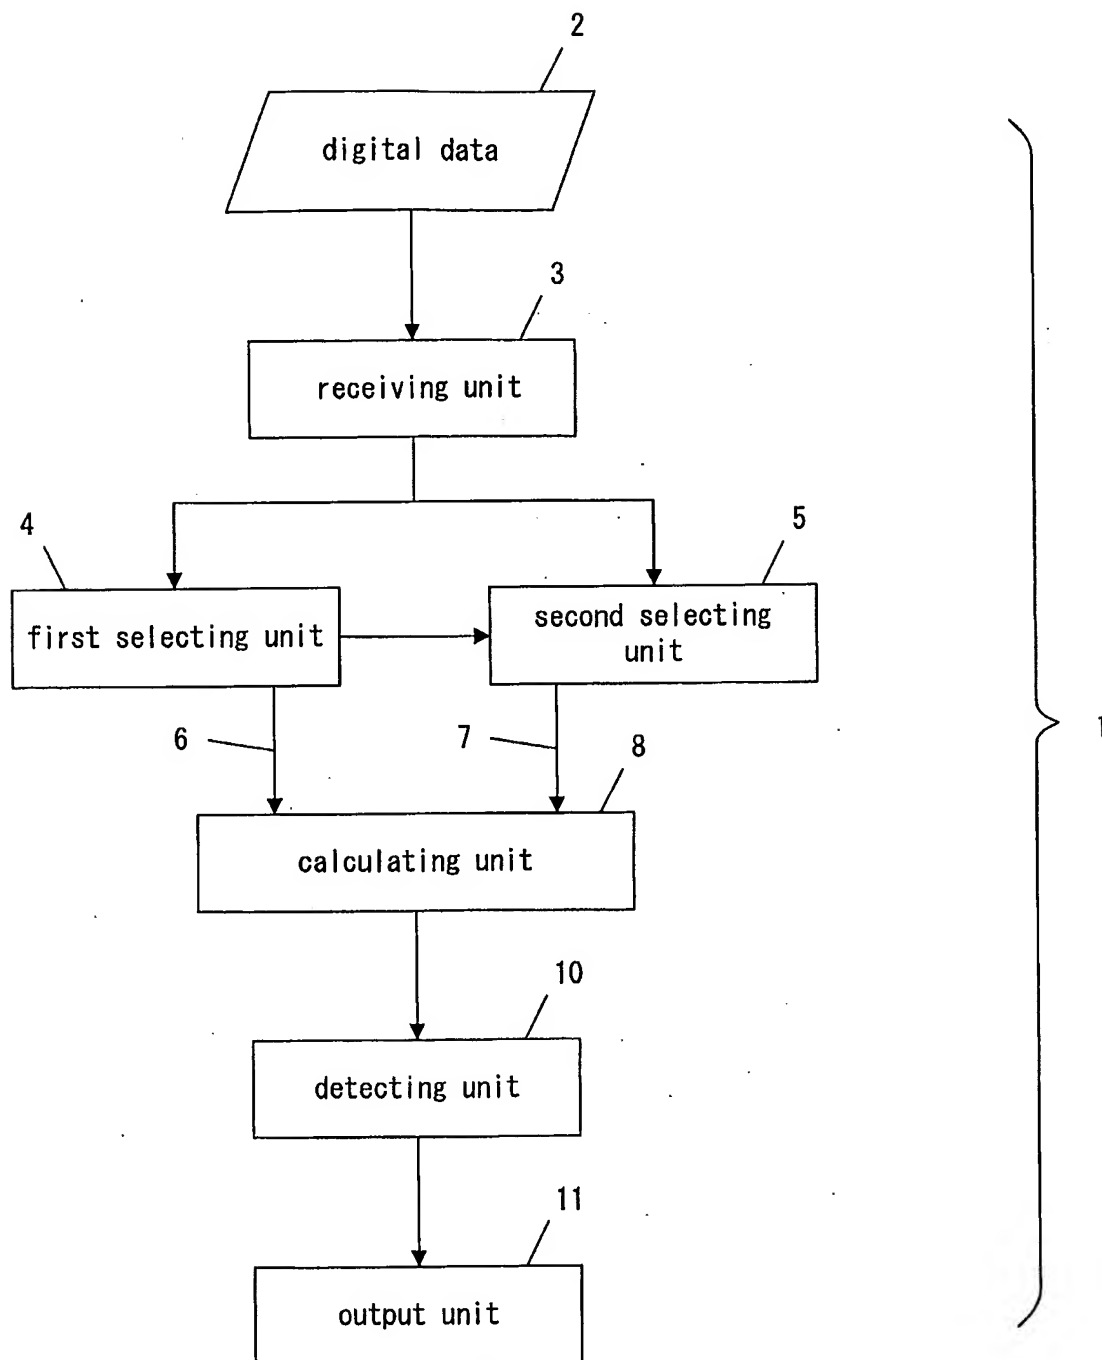 2
digital data
3
receiving unit
4
5
first selecting unit
second selecting
unit
6
7
8
1
calculating unit
10
detecting unit
11
output unit